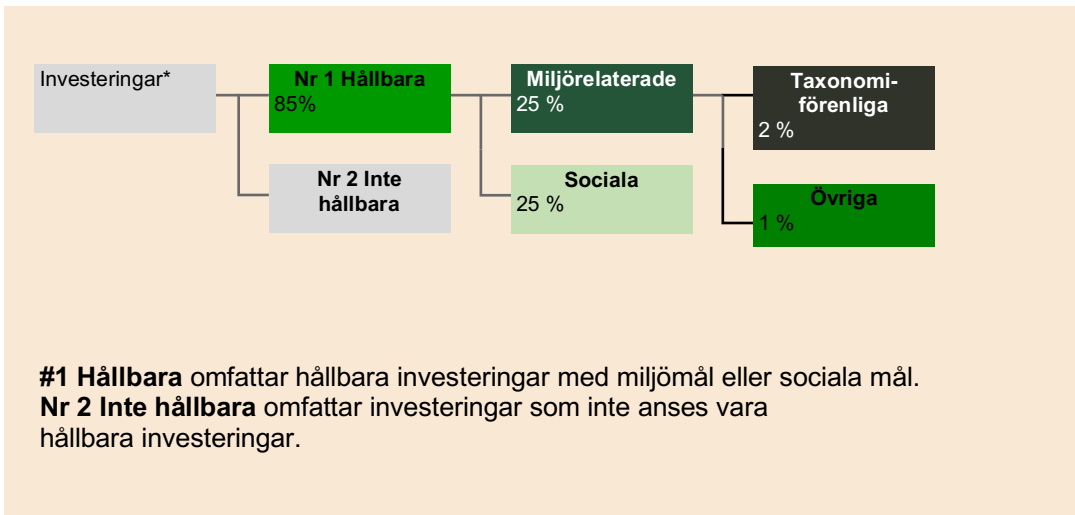 Investeringar*
Nr 1 Hållbara
85%
Nr 2 Inte
hållbara
Miljörelaterade
25 %
Sociala
25 %
Taxonomi-
förenliga
2 %
Övriga
1 %
#1 Hållbara omfattar hållbara investeringar med miljömål eller sociala mål.
Nr 2 Inte hållbara omfattar investeringar som inte anses vara
hållbara investeringar.